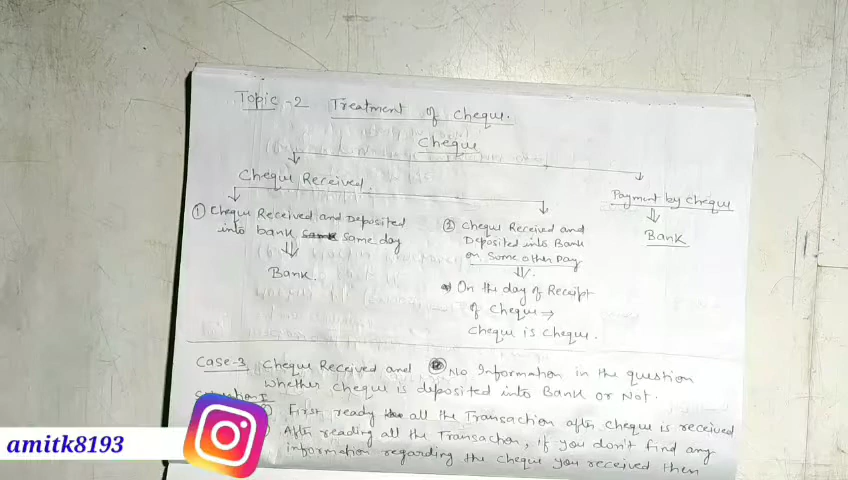 Topic -2 Treatment of cheque.
Cheque
Cheque Received.
Payment by cheque
Bank
① Cheque Received and Deposited
into bank same day
Bank.
② Cheque Received and
Deposited into Bank
on Some other Day
On the day of Receipt
of Cheque ⇒
Cheque is Cheque.
Case-3 Cheque Received and No Information in the question
whether cheque is deposited into Bank or Not.
First ready all the Transaction after cheque is received
After reading all the Transaction, if you don't find any
information regarding the cheque you received then
amitk8193